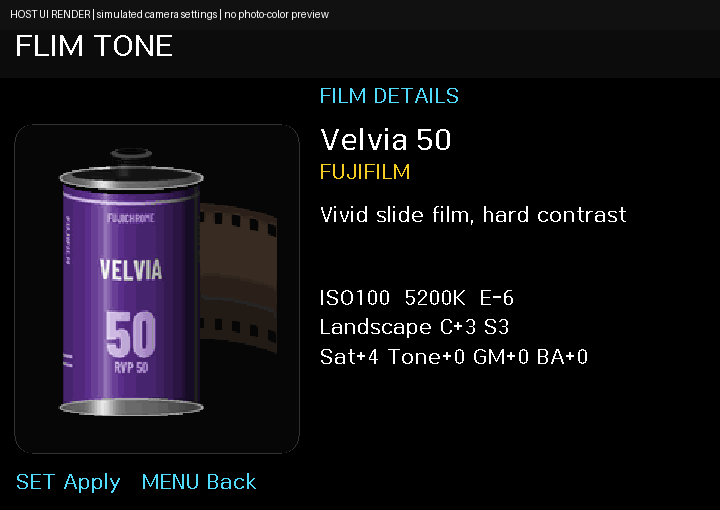 HOST UI RENDER | simulated camera settings | no photo-color preview
FLIM TONE
FILM DETAILS
Velvia 50
FUJIFILM
Vivid slide film, hard contrast
ISO100 5200K E-6
Landscape C+3 S3
Sat+4 Tone+0 GM+0 BA+0
FUJICHROME
VELVIA
50
RVP 50
SET Apply MENU Back